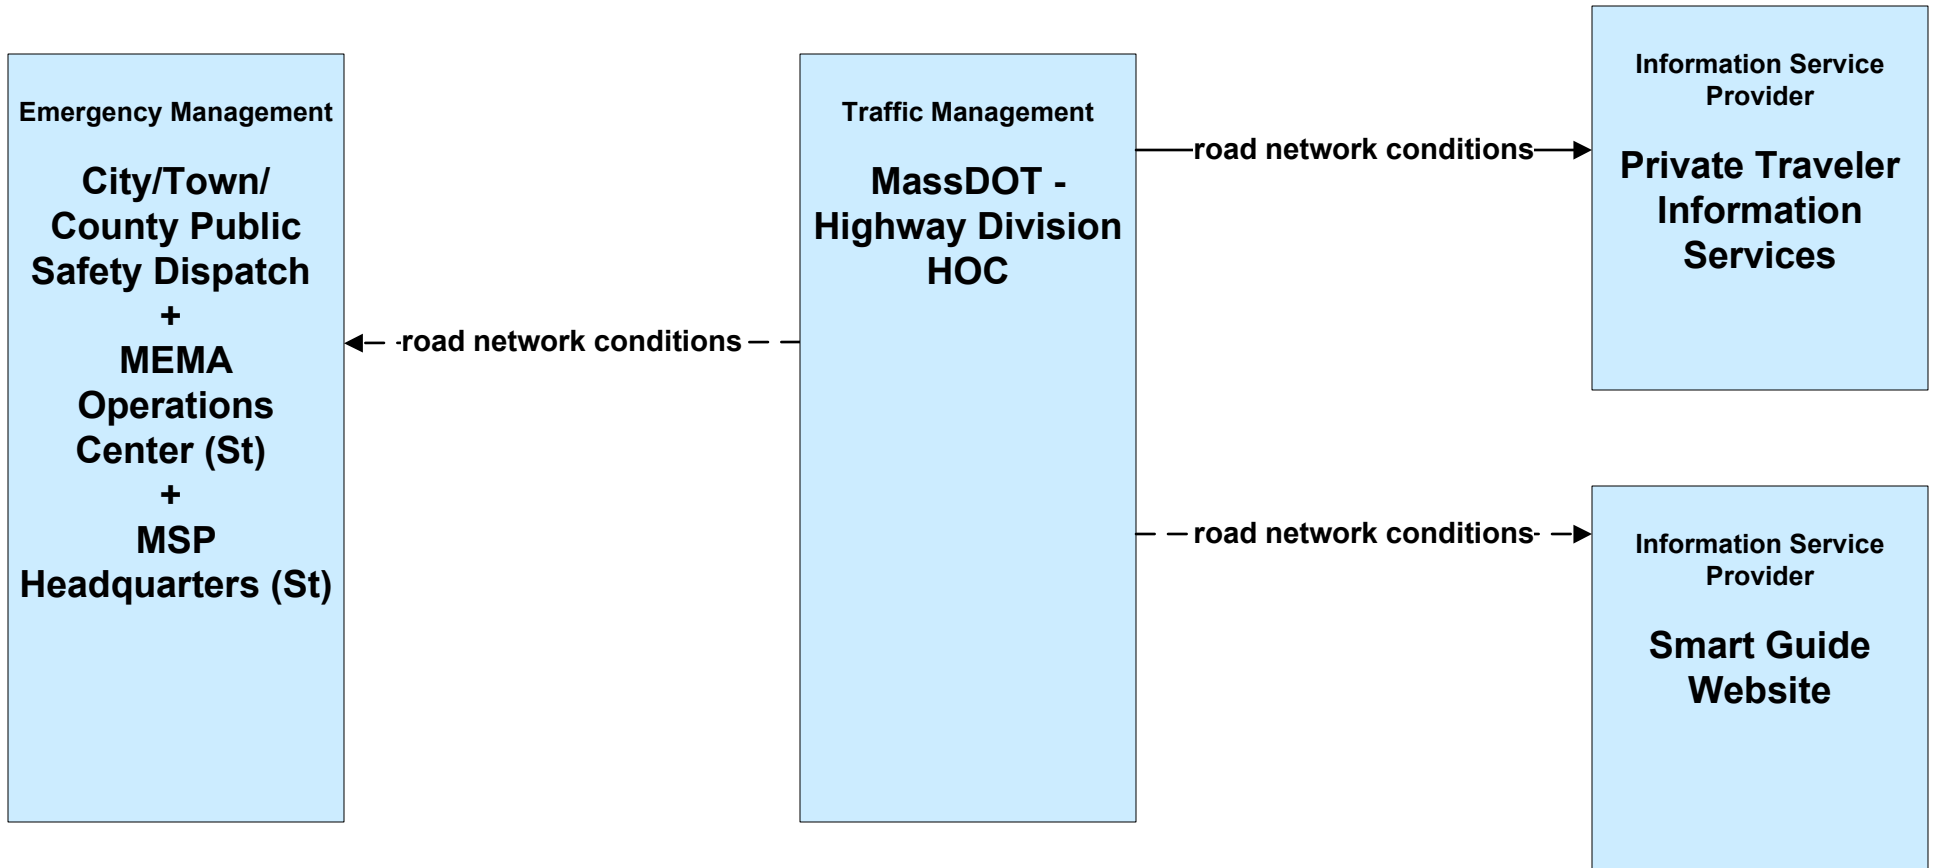 Emergency Management
City/Town/
County Public
Safety Dispatch
+
MEMA
Operations
Center (St)
+
MSP
Headquarters (St)
road network conditions
Traffic Management
MassDOT -
Highway Division
HOC
road network conditions
road network conditions
Information Service
Provider
Private Traveler
Information
Services
Information Service
Provider
Smart Guide
Website